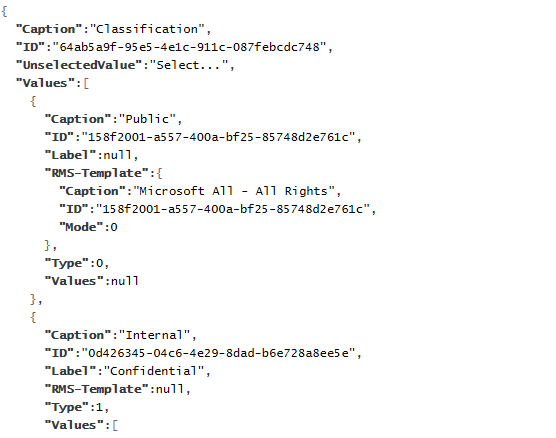 {
"Caption":"Classification",
"ID":"64ab5a9f-95e5-4e1c-911c-087febcdc748",
"UnselectedValue":"Select...",
"Values":[
{
"Caption":"Public",
"ID":"158f2001-a557-400a-bf25-85748d2e761c",
"Label":null,
"RMS-Template":{
"Caption":"Microsoft All - All Rights",
"ID":"158f2001-a557-400a-bf25-85748d2e761c",
"Mode":0
},
"Type":0,
"Values":null
},
{
"Caption":"Internal",
"ID":"0d426345-04c6-4e29-8dad-b6e728a8ee5e",
"Label":"Confidential",
"RMS-Template":null,
"Type":1,
"Values":[